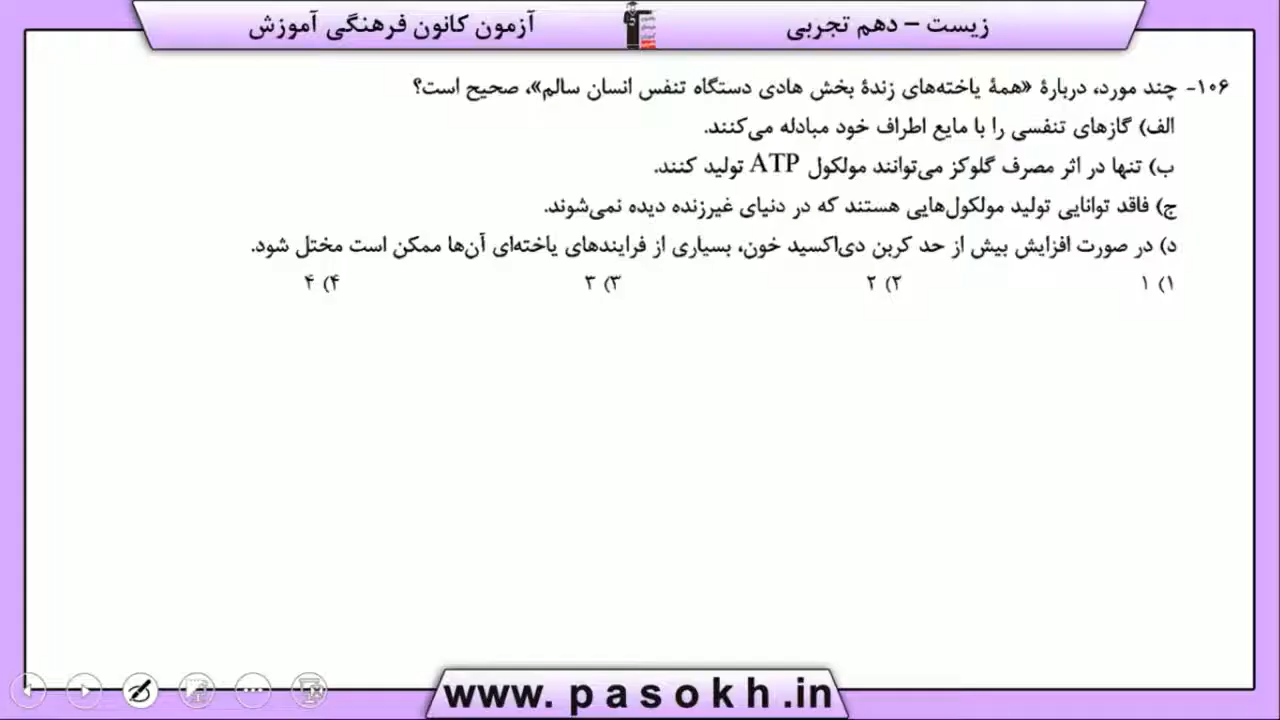 زیست – دهم تجربی
آزمون کانون فرهنگی آموزش
۱۰۶- چند مورد، دربارهٔ «همهٔ یاخته‌های زندهٔ بخش هادی دستگاه تنفس انسان سالم»، صحیح است؟
الف) گازهای تنفسی را با مایع اطراف خود مبادله می‌کنند.
ب) تنها در اثر مصرف گلوکز می‌توانند مولکول ATP تولید کنند.
ج) فاقد توانایی تولید مولکول‌هایی هستند که در دنیای غیرزنده دیده نمی‌شوند.
د) در صورت افزایش بیش از حد کربن دی‌اکسید خون، بسیاری از فرایندهای یاخته‌ای آن‌ها ممکن است مختل شود.
۱) ۱ ۲) ۲ ۳) ۳ ۴) ۴
www. p a s o k h .in